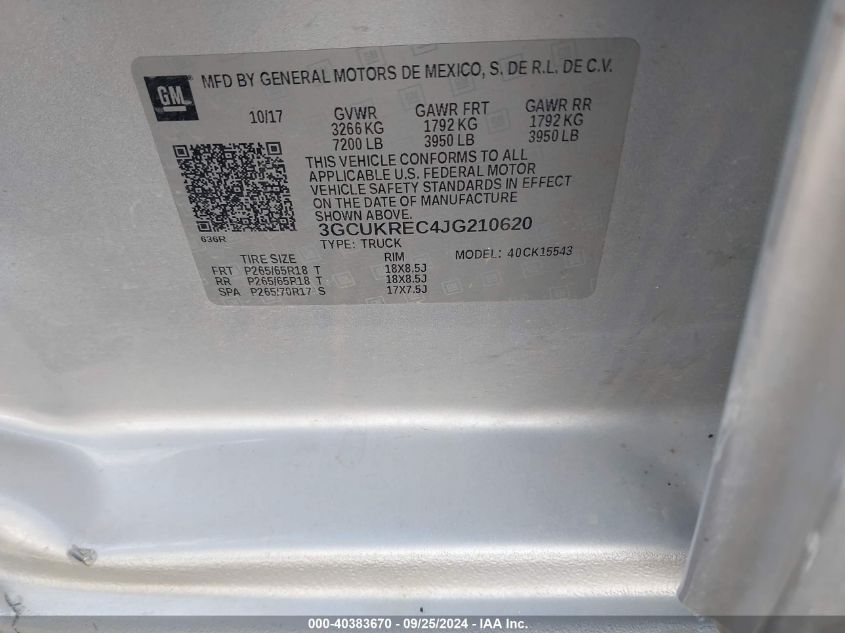 GM
MFD BY GENERAL MOTORS DE MEXICO, S. DE R.L. DE C.V.
10/17 GVWR GAWR FRT GAWR RR
3266 KG 1792 KG 1792 KG
7200 LB 3950 LB 3950 LB
THIS VEHICLE CONFORMS TO ALL
APPLICABLE U.S. FEDERAL MOTOR
VEHICLE SAFETY STANDARDS IN EFFECT
ON THE DATE OF MANUFACTURE
SHOWN ABOVE.
636R
3GCUKREC4JG210620
TYPE: TRUCK MODEL: 40CK15543
TIRE SIZE RIM
FRT P265/65R18 T 18X8.5J
RR P265/65R18 T 18X8.5J
SPA P265/70R17 S 17X7.5J
000-40383670 - 09/25/2024 - IAA Inc.